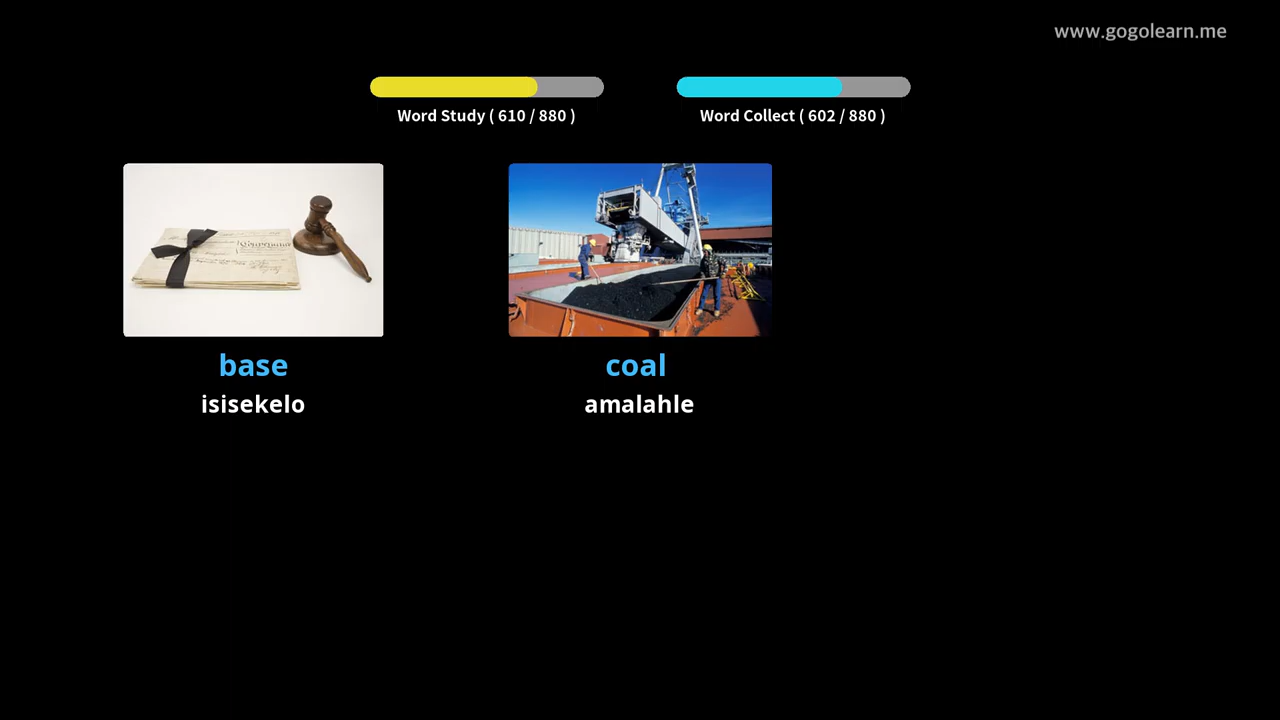 www.gogolearn.me
Word Study ( 610 / 880 )
Word Collect ( 602 / 880 )
base
isisekelo
coal
amalahle